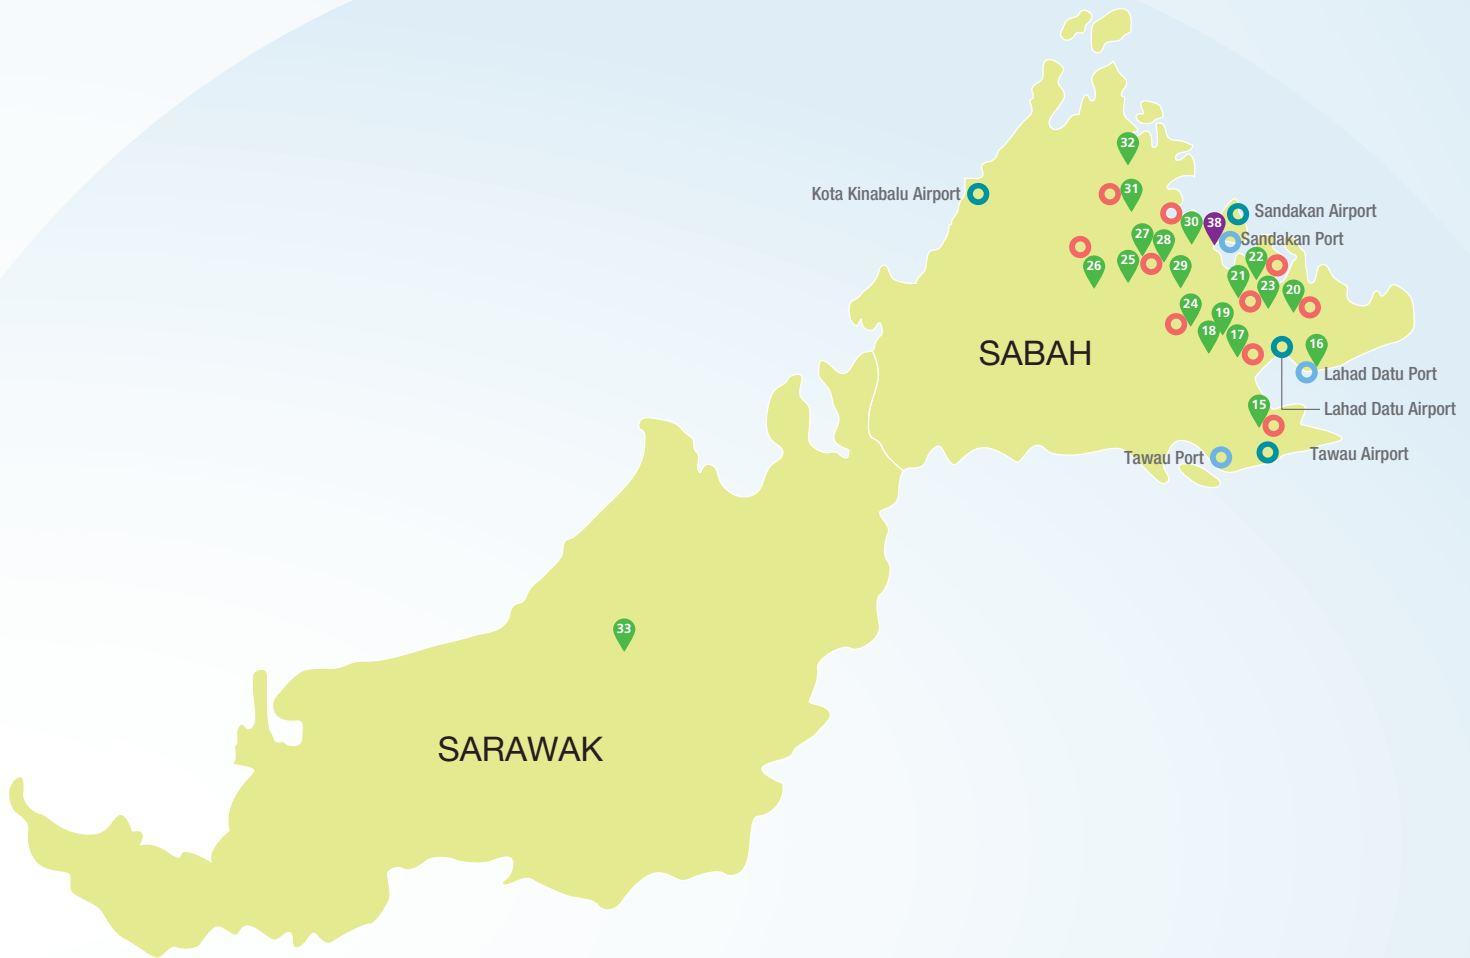 32
Kota Kinabalu Airport
31
30
38
Sandakan Airport
27
28
Sandakan Port
26
25
29
22
21
23
20
24
19
18
17
16
SABAH
Lahad Datu Port
15
Lahad Datu Airport
Tawau Port
Tawau Airport
33
SARAWAK